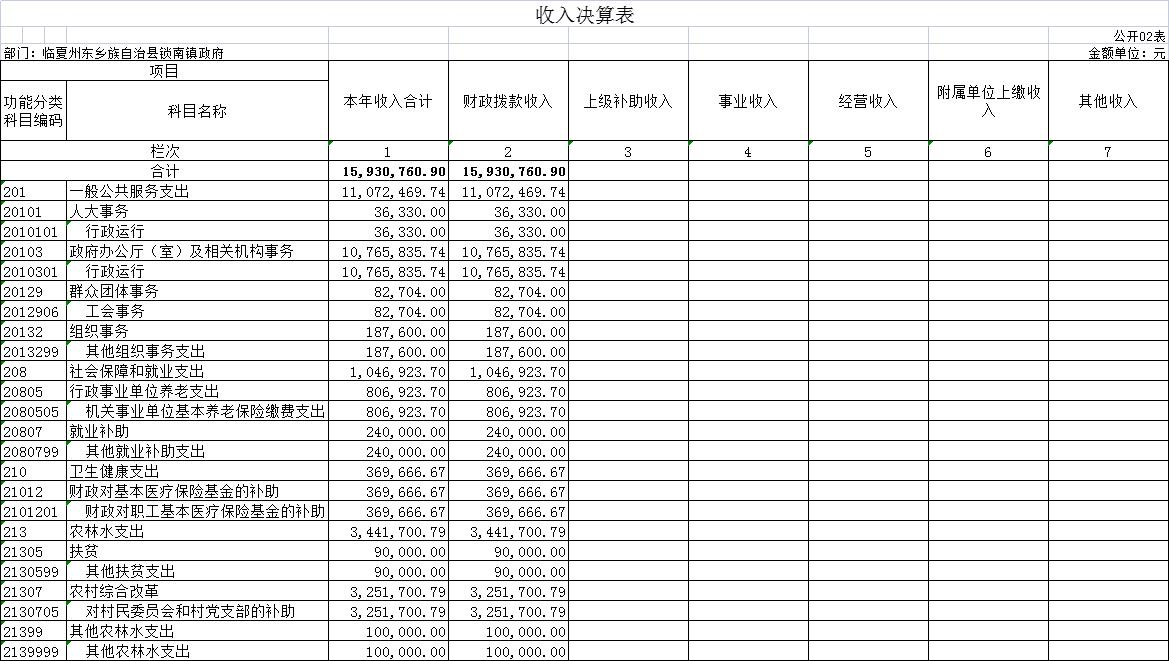 收入决算表
公开02表
部门：临夏州东乡族自治县锁南镇政府 金额单位：元
项目 本年收入合计 财政拨款收入 上级补助收入 事业收入 经营收入 附属单位上缴收入 其他收入
功能分类科目编码 科目名称
栏次 1 2 3 4 5 6 7
合计 15,930,760.90 15,930,760.90
201 一般公共服务支出 11,072,469.74 11,072,469.74
20101 人大事务 36,330.00 36,330.00
2010101 行政运行 36,330.00 36,330.00
20103 政府办公厅（室）及相关机构事务 10,765,835.74 10,765,835.74
2010301 行政运行 10,765,835.74 10,765,835.74
20129 群众团体事务 82,704.00 82,704.00
2012906 工会事务 82,704.00 82,704.00
20132 组织事务 187,600.00 187,600.00
2013299 其他组织事务支出 187,600.00 187,600.00
208 社会保障和就业支出 1,046,923.70 1,046,923.70
20805 行政事业单位养老支出 806,923.70 806,923.70
2080505 机关事业单位基本养老保险缴费支出 806,923.70 806,923.70
20807 就业补助 240,000.00 240,000.00
2080799 其他就业补助支出 240,000.00 240,000.00
210 卫生健康支出 369,666.67 369,666.67
21012 财政对基本医疗保险基金的补助 369,666.67 369,666.67
2101201 财政对职工基本医疗保险基金的补助 369,666.67 369,666.67
213 农林水支出 3,441,700.79 3,441,700.79
21305 扶贫 90,000.00 90,000.00
2130599 其他扶贫支出 90,000.00 90,000.00
21307 农村综合改革 3,251,700.79 3,251,700.79
2130705 对村民委员会和村党支部的补助 3,251,700.79 3,251,700.79
21399 其他农林水支出 100,000.00 100,000.00
2139999 其他农林水支出 100,000.00 100,000.00